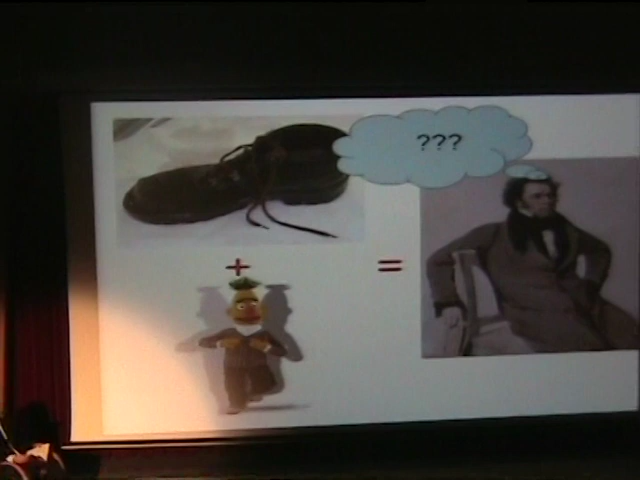 ???
+
=